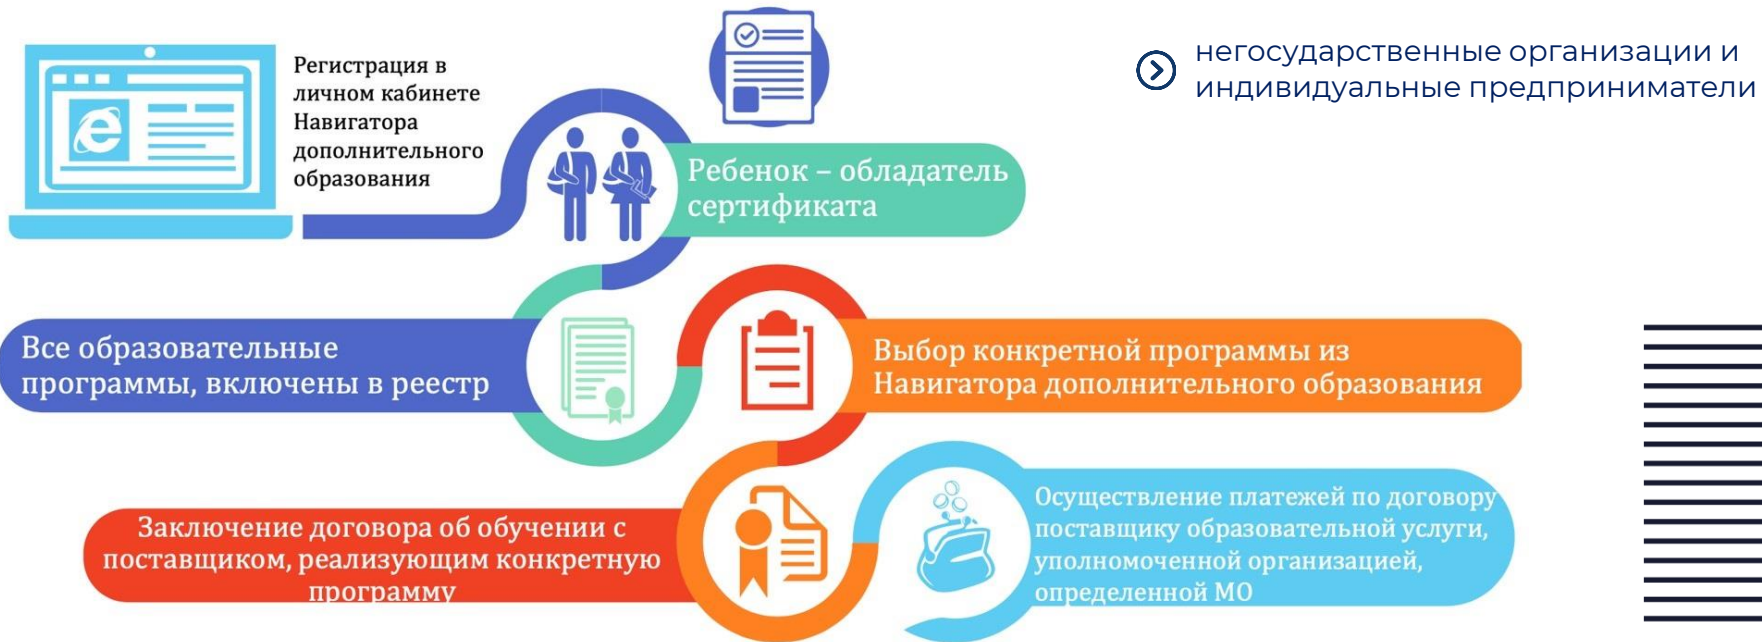 Регистрация в
личном кабинете
Навигатора
дополнительного
образования
негосударственные организации и
индивидуальные предприниматели
Ребенок – обладатель
сертификата
Все образовательные
программы, включены в реестр
Выбор конкретной программы из
Навигатора дополнительного образования
Заключение договора об обучении с
поставщиком, реализующим конкретную
программу
Осуществление платежей по договору
поставщику образовательной услуги,
уполномоченной организацией,
определенной МО